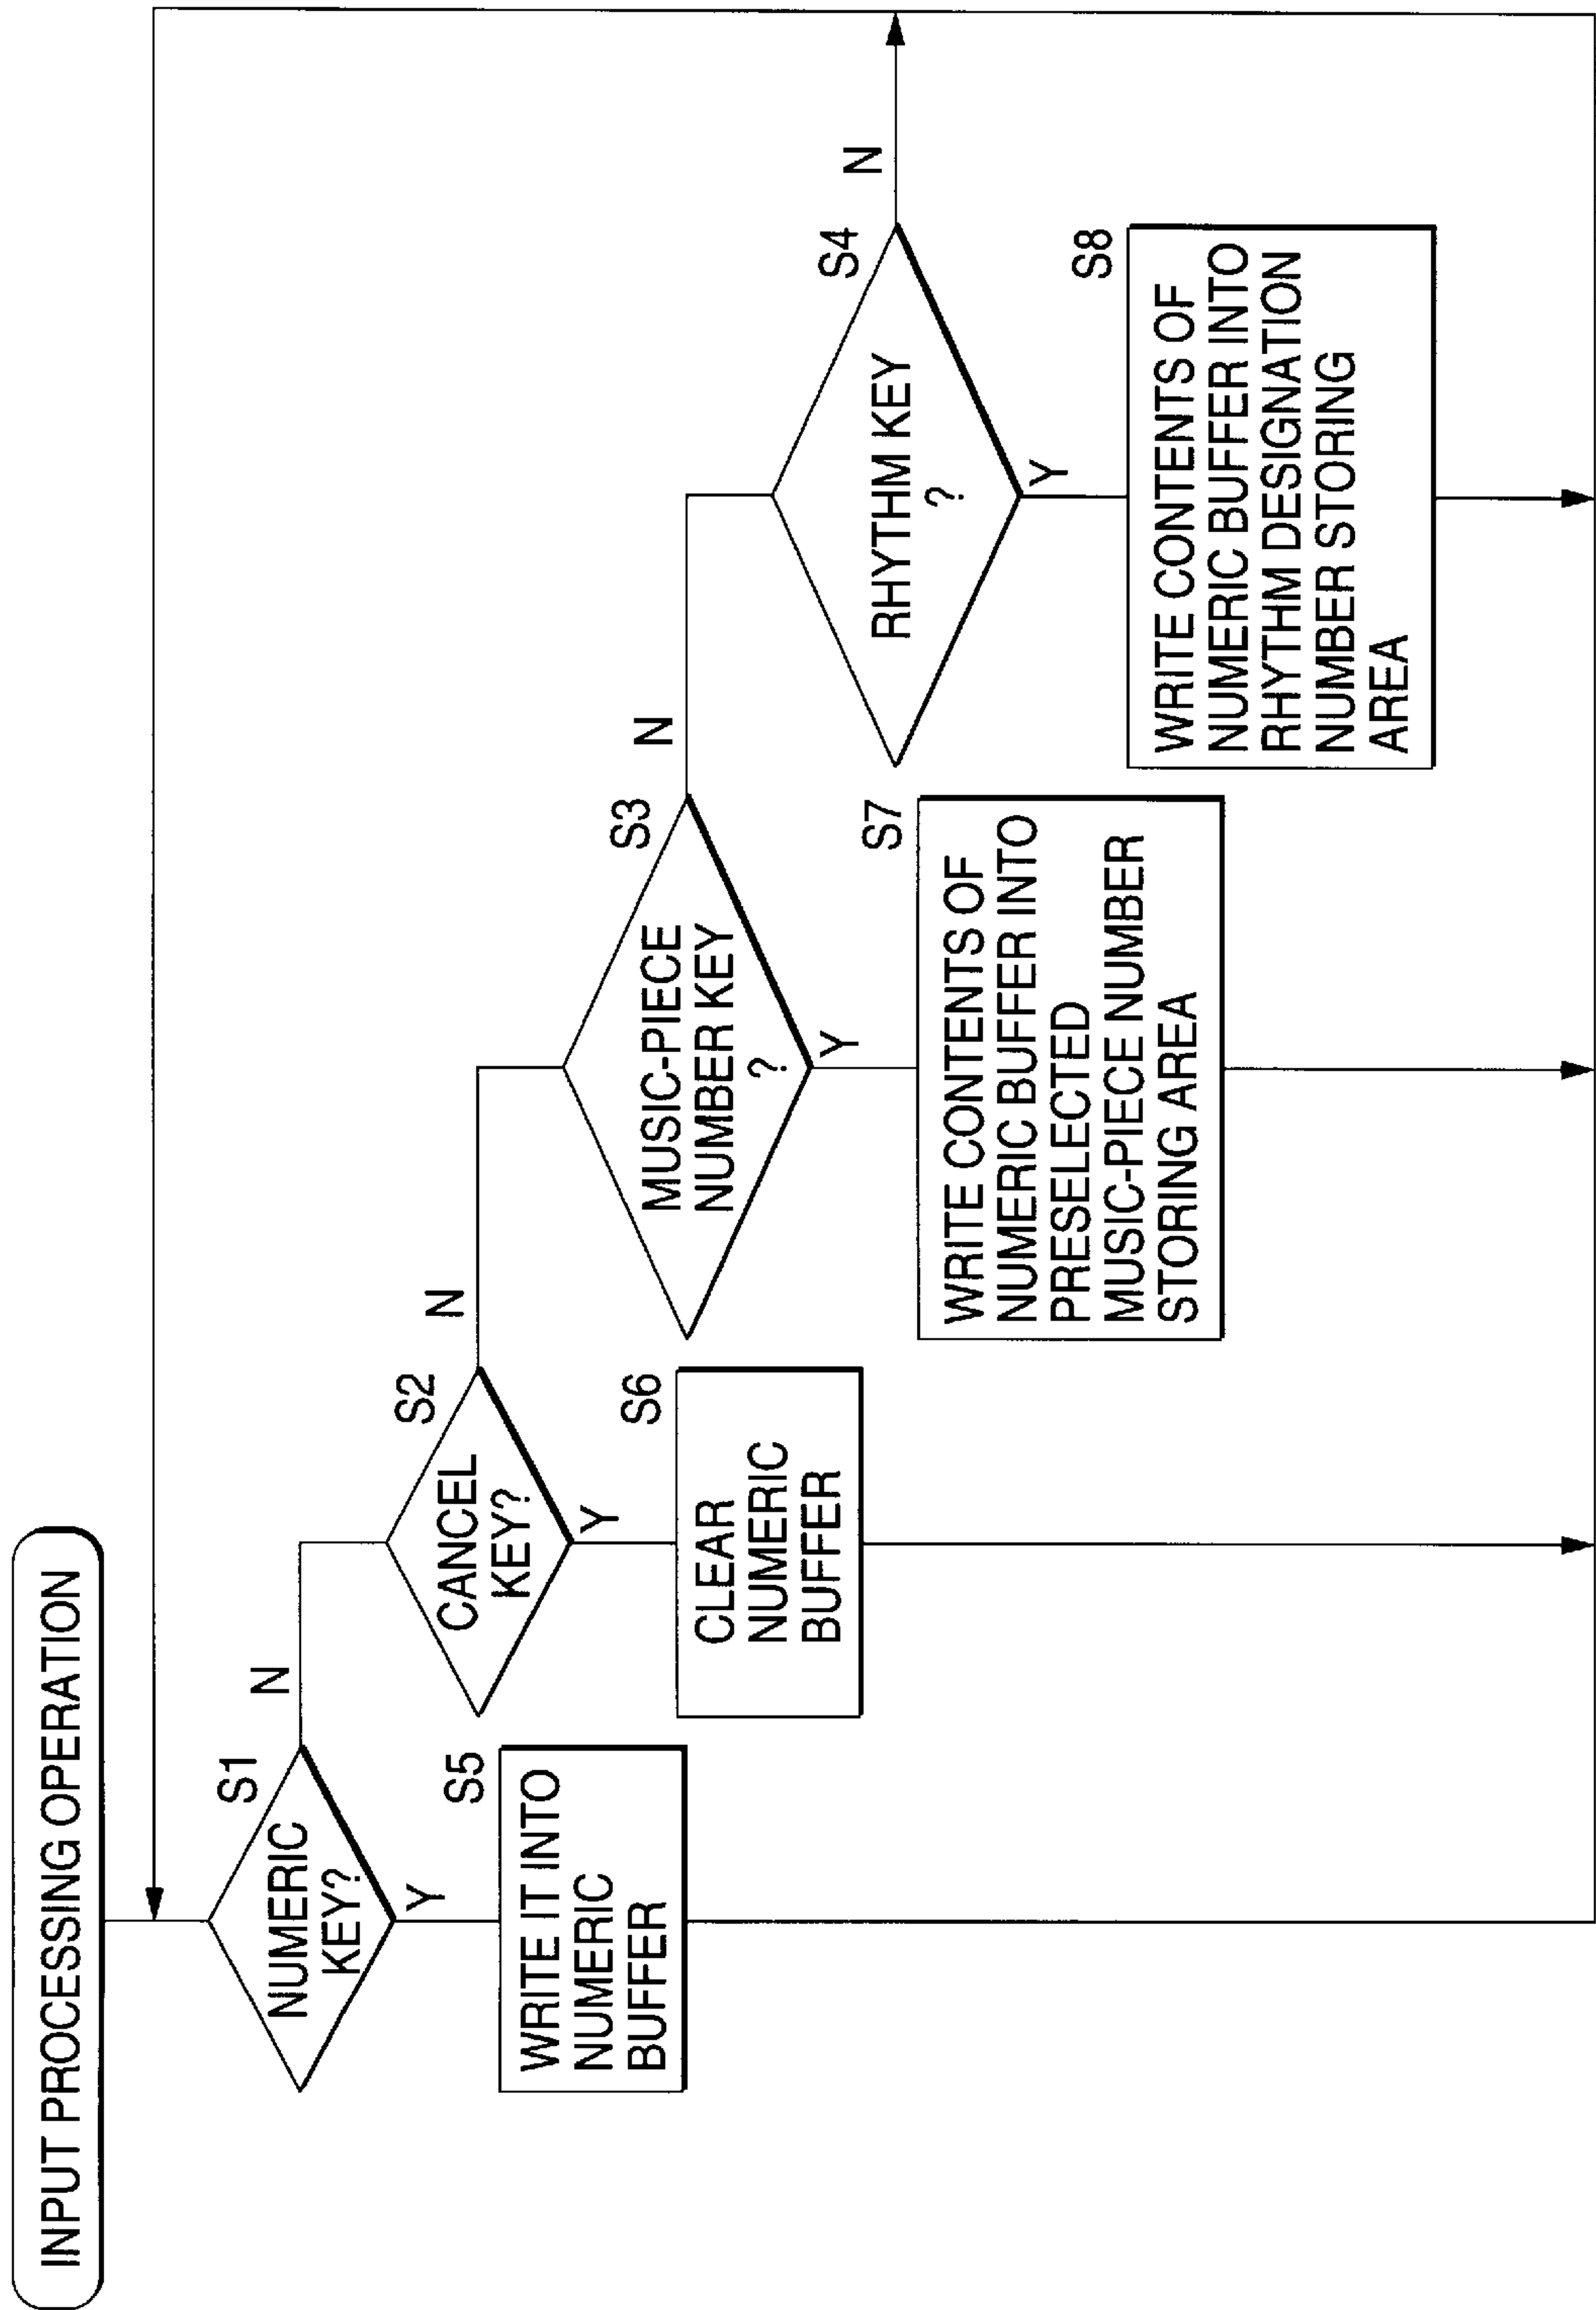 INPUT PROCESSING OPERATION
S1
NUMERIC
KEY?
N
Y
S5
WRITE IT INTO
NUMERIC
BUFFER
S2
CANCEL
KEY?
N
Y
S6
CLEAR
NUMERIC
BUFFER
S3
MUSIC-PIECE
NUMBER KEY
?
N
Y
S7
WRITE CONTENTS OF
NUMERIC BUFFER INTO
PRESELECTED
MUSIC-PIECE NUMBER
STORING AREA
S4
RHYTHM KEY
?
N
Y
S8
WRITE CONTENTS OF
NUMERIC BUFFER INTO
RHYTHM DESIGNATION
NUMBER STORING
AREA